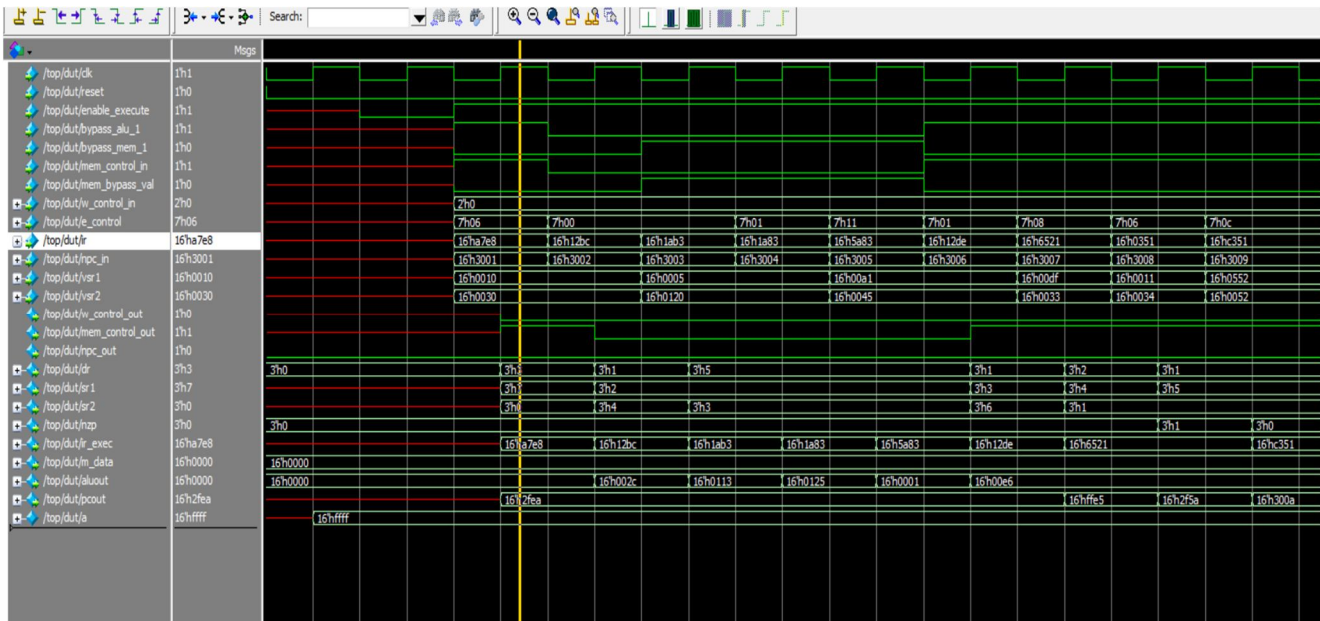 Search:
Msgs
/top/dut/clk 1'h1
/top/dut/reset 1'h0
/top/dut/enable_execute 1'h1
/top/dut/bypass_alu_1 1'h1
/top/dut/bypass_mem_1 1'h0
/top/dut/mem_control_in 1'h1
/top/dut/mem_bypass_val 1'h0
/top/dut/w_control_in 2'h0 2'h0
/top/dut/e_control 7'h06 7'h06 7'h00 7'h01 7'h11 7'h01 7'h08 7'h06 7'h0c
/top/dut/ir 16'ha7e8 16'ha7e8 16'h12bc 16'h1ab3 16'h1a83 16'h5a83 16'h12de 16'h6521 16'h0351 16'hc351
/top/dut/npc_in 16'h3001 16'h3001 16'h3002 16'h3003 16'h3004 16'h3005 16'h3006 16'h3007 16'h3008 16'h3009
/top/dut/vsr1 16'h0010 16'h0010 16'h0005 16'h00a1 16'h00df 16'h0011 16'h0552
/top/dut/vsr2 16'h0030 16'h0030 16'h0120 16'h0045 16'h0033 16'h0034 16'h0052
/top/dut/w_control_out 1'h0
/top/dut/mem_control_out 1'h1
/top/dut/npc_out 1'h0
/top/dut/dr 3'h3 3'h0 3'h3 3'h1 3'h5 3'h1 3'h2 3'h1
/top/dut/sr1 3'h7 3'h7 3'h2 3'h3 3'h4 3'h5
/top/dut/sr2 3'h0 3'h0 3'h4 3'h3 3'h6 3'h1
/top/dut/nzp 3'h0 3'h0 3'h1 3'h0
/top/dut/ir_exec 16'ha7e8 16'ha7e8 16'h12bc 16'h1ab3 16'h1a83 16'h5a83 16'h12de 16'h6521 16'hc351
/top/dut/m_data 16'h0000 16'h0000
/top/dut/aluout 16'h0000 16'h0000 16'h002c 16'h0113 16'h0125 16'h0001 16'h00e6
/top/dut/pcout 16'h2fea 16'h2fea 16'hffe5 16'h2f5a 16'h300a
/top/dut/a 16'hffff 16'hffff